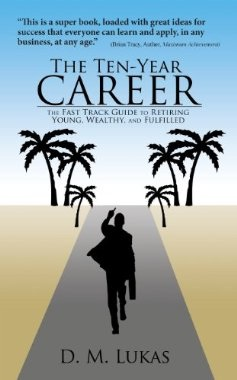 “This is a super book, loaded with great ideas for
success that everyone can learn and apply, in any
business, at any age.” (Brian Tracy, Author, Maximum Achievement)
The Ten-Year
Career
The Fast Track Guide to Retiring
Young, Wealthy, and Fulfilled
D. M. Lukas